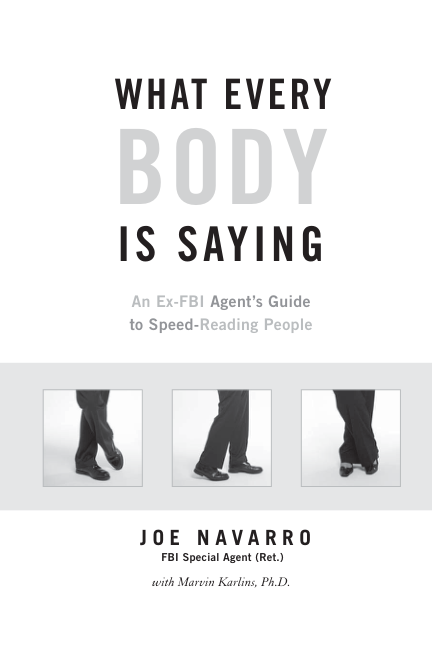 WHAT EVERY
BODY
IS SAYING
An Ex-FBI Agent's Guide
to Speed-Reading People
JOE NAVARRO
FBI Special Agent (Ret.)
with Marvin Karlins, Ph.D.